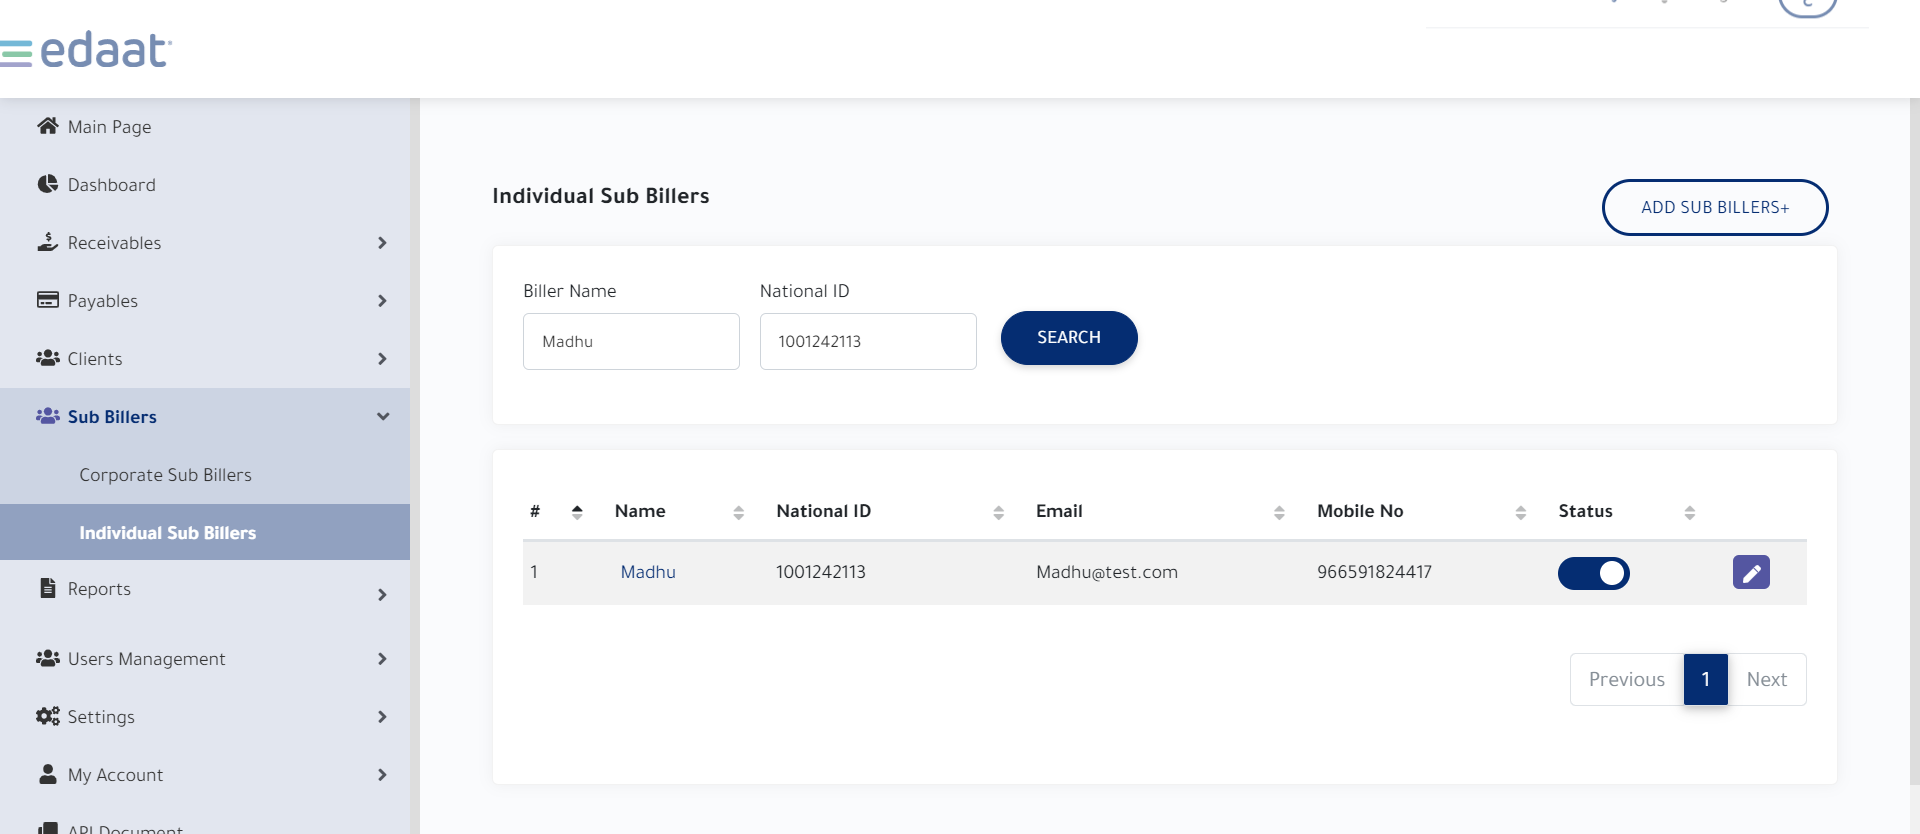 edaat
Main Page
Dashboard
Receivables
Payables
Clients
Sub Billers
Corporate Sub Billers
Individual Sub Billers
Reports
Users Management
Settings
My Account
API Document
Individual Sub Billers
ADD SUB BILLERS+
Biller Name National ID
Madhu 1001242113 SEARCH
# Name National ID Email Mobile No Status
1 Madhu 1001242113 Madhu@test.com 966591824417
Previous 1 Next